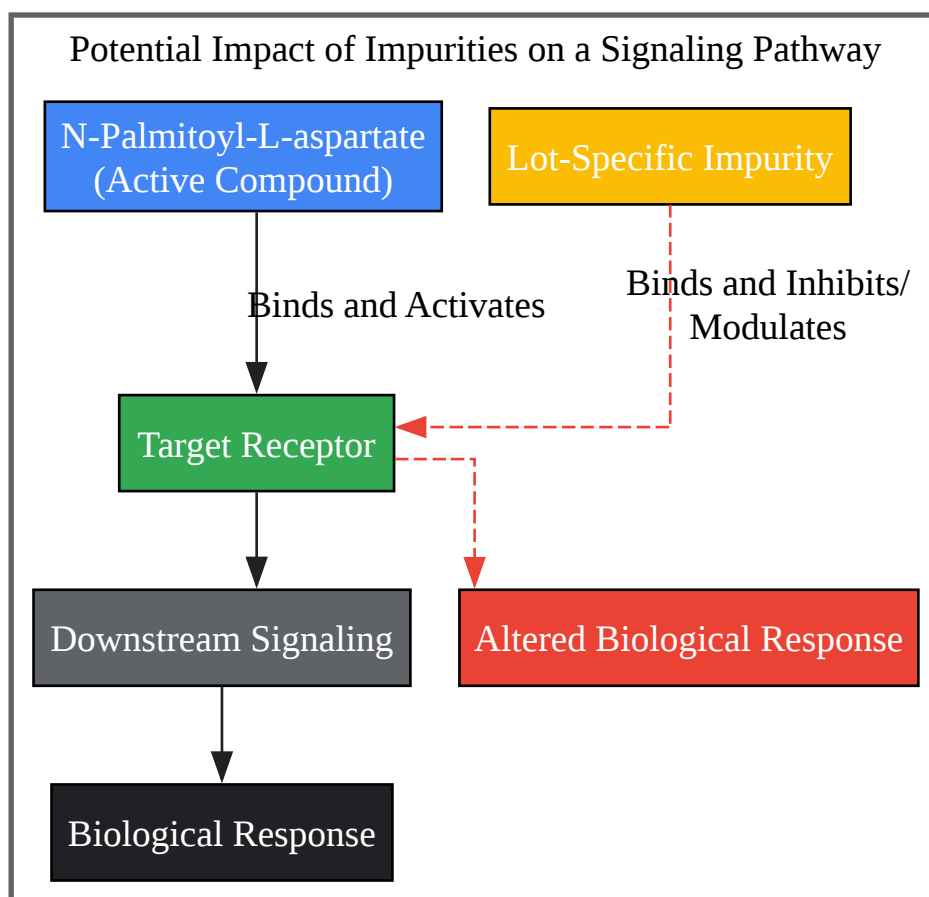 Potential Impact of Impurities on a Signaling Pathway
N-Palmitoyl-L-aspartate
(Active Compound)
Lot-Specific Impurity
Binds and Activates
Binds and Inhibits/
Modulates
Target Receptor
Downstream Signaling
Altered Biological Response
Biological Response